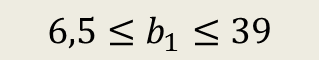 6,5 ≤ b₁ ≤ 39